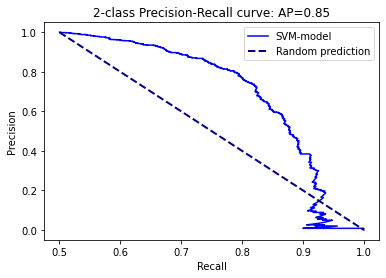 2-class Precision-Recall curve: AP=0.85
SVM-model
Random prediction
Precision
1.0
0.8
0.6
0.4
0.2
0.0
0.5 0.6 0.7 0.8 0.9 1.0
Recall